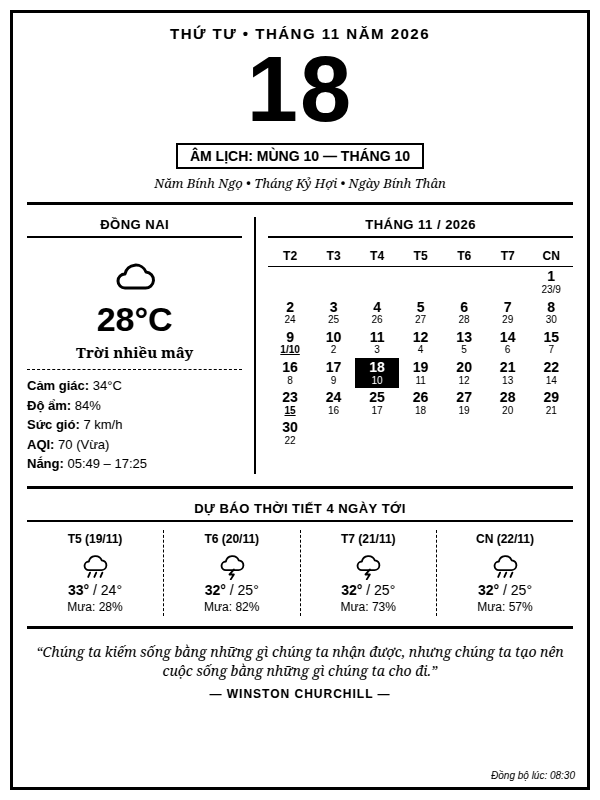 THỨ TƯ • THÁNG 11 NĂM 2026
18
ÂM LỊCH: MÙNG 10 — THÁNG 10
Năm Bính Ngọ • Tháng Kỷ Hợi • Ngày Bính Thân
ĐỒNG NAI
28°C
Trời nhiều mây
Cảm giác: 34°C
Độ ẩm: 84%
Sức gió: 7 km/h
AQI: 70 (Vừa)
Nắng: 05:49 – 17:25
THÁNG 11 / 2026
T2 T3 T4 T5 T6 T7 CN
1
23/9
2 3 4 5 6 7 8
24 25 26 27 28 29 30
9 10 11 12 13 14 15
1/10 2 3 4 5 6 7
16 17 18 19 20 21 22
8 9 10 11 12 13 14
23 24 25 26 27 28 29
15 16 17 18 19 20 21
30
22
DỰ BÁO THỜI TIẾT 4 NGÀY TỚI
T5 (19/11)
33° / 24°
Mưa: 28%
T6 (20/11)
32° / 25°
Mưa: 82%
T7 (21/11)
32° / 25°
Mưa: 73%
CN (22/11)
32° / 25°
Mưa: 57%
“Chúng ta kiếm sống bằng những gì chúng ta nhận được, nhưng chúng ta tạo nên
cuộc sống bằng những gì chúng ta cho đi.”
— WINSTON CHURCHILL —
Đồng bộ lúc: 08:30